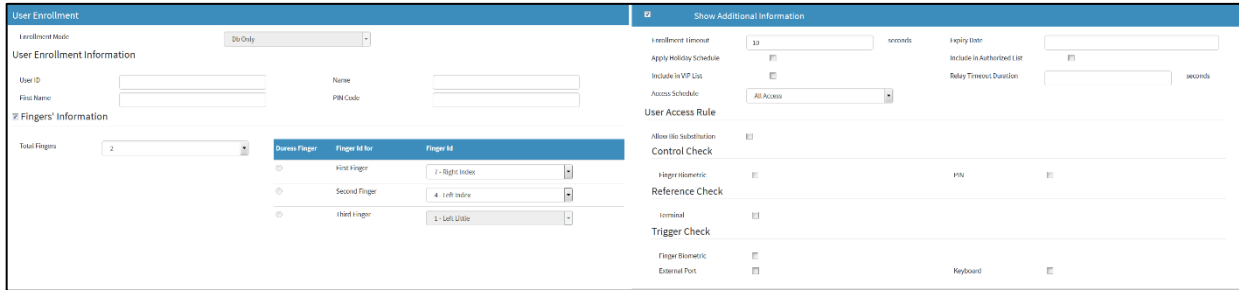 User Enrollment
Enrollment Mode Db Only
User Enrollment Information
User ID Name
First Name PIN Code
Fingers' Information
Total Fingers 2
Duress Finger Finger Id for Finger Id
First Finger 7 - Right Index
Second Finger 4 - Left Index
Third Finger 1 - Left Little
Show Additional Information
Enrollment Timeout 10 seconds Expiry Date
Apply Holiday Schedule Include in Authorized List
Include in VIP List Relay Timeout Duration seconds
Access Schedule All Access
User Access Rule
Allow Bio Substitution
Control Check
Finger Biometric PIN
Reference Check
Terminal
Trigger Check
Finger Biometric
External Port Keyboard